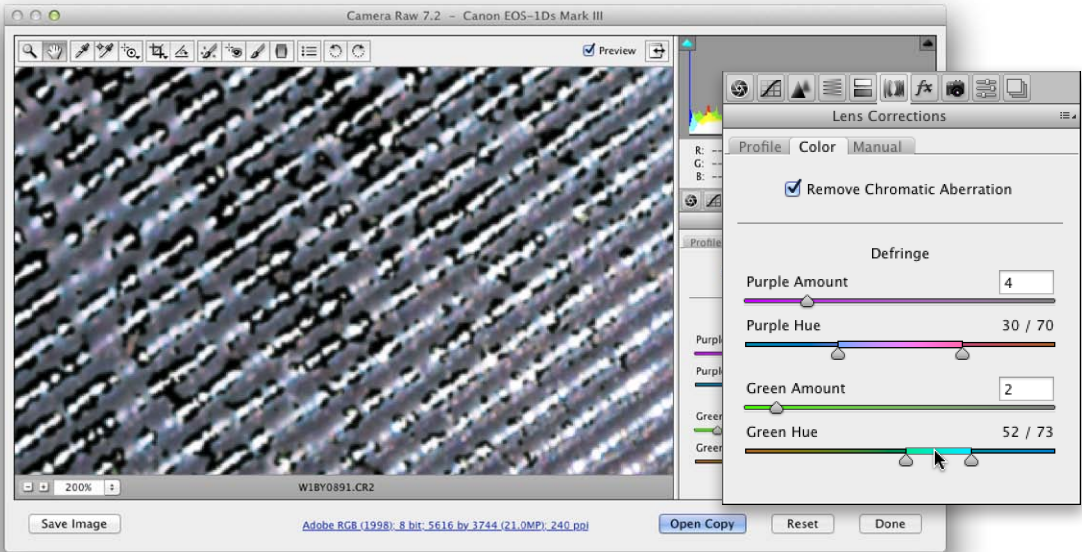 Camera Raw 7.2 – Canon EOS-1Ds Mark III
Preview
R: --
G: --
B: --
Profile
Purpl
Purpl
Green
Green
200%
W1BY0891.CR2
Save Image
Adobe RGB (1998); 8 bit; 5616 by 3744 (21.0MP); 240 ppi
Open Copy
Reset
Done
fx
Lens Corrections
Profile
Color
Manual
Remove Chromatic Aberration
Defringe
Purple Amount
4
Purple Hue
30 / 70
Green Amount
2
Green Hue
52 / 73